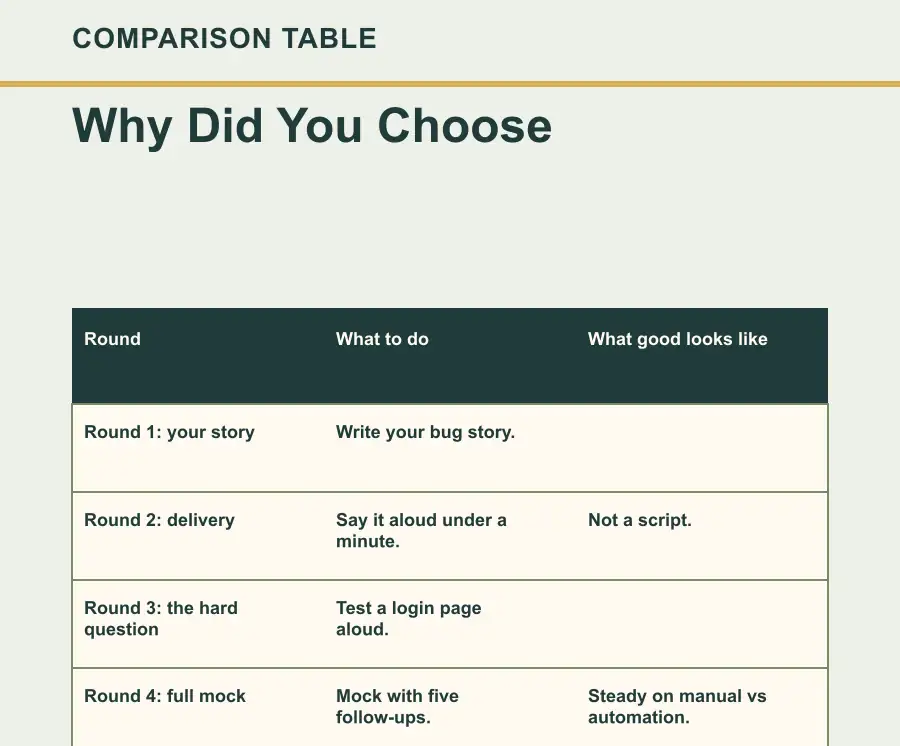 COMPARISON TABLE
Why Did You Choose
Round What to do What good looks like
Round 1: your story Write your bug story.
Round 2: delivery Say it aloud under a Not a script.
minute.
Round 3: the hard Test a login page
question aloud.
Round 4: full mock Mock with five Steady on manual vs
follow-ups. automation.